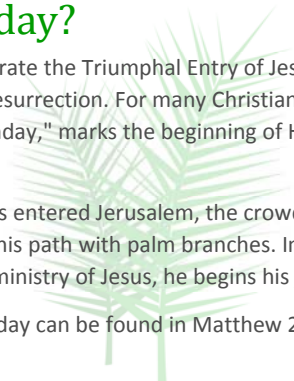 day?
rate the Triumphal Entry of Jes
esurrection. For many Christian
day," marks the beginning of H
s entered Jerusalem, the crowd
his path with palm branches. In
ministry of Jesus, he begins his
day can be found in Matthew 2